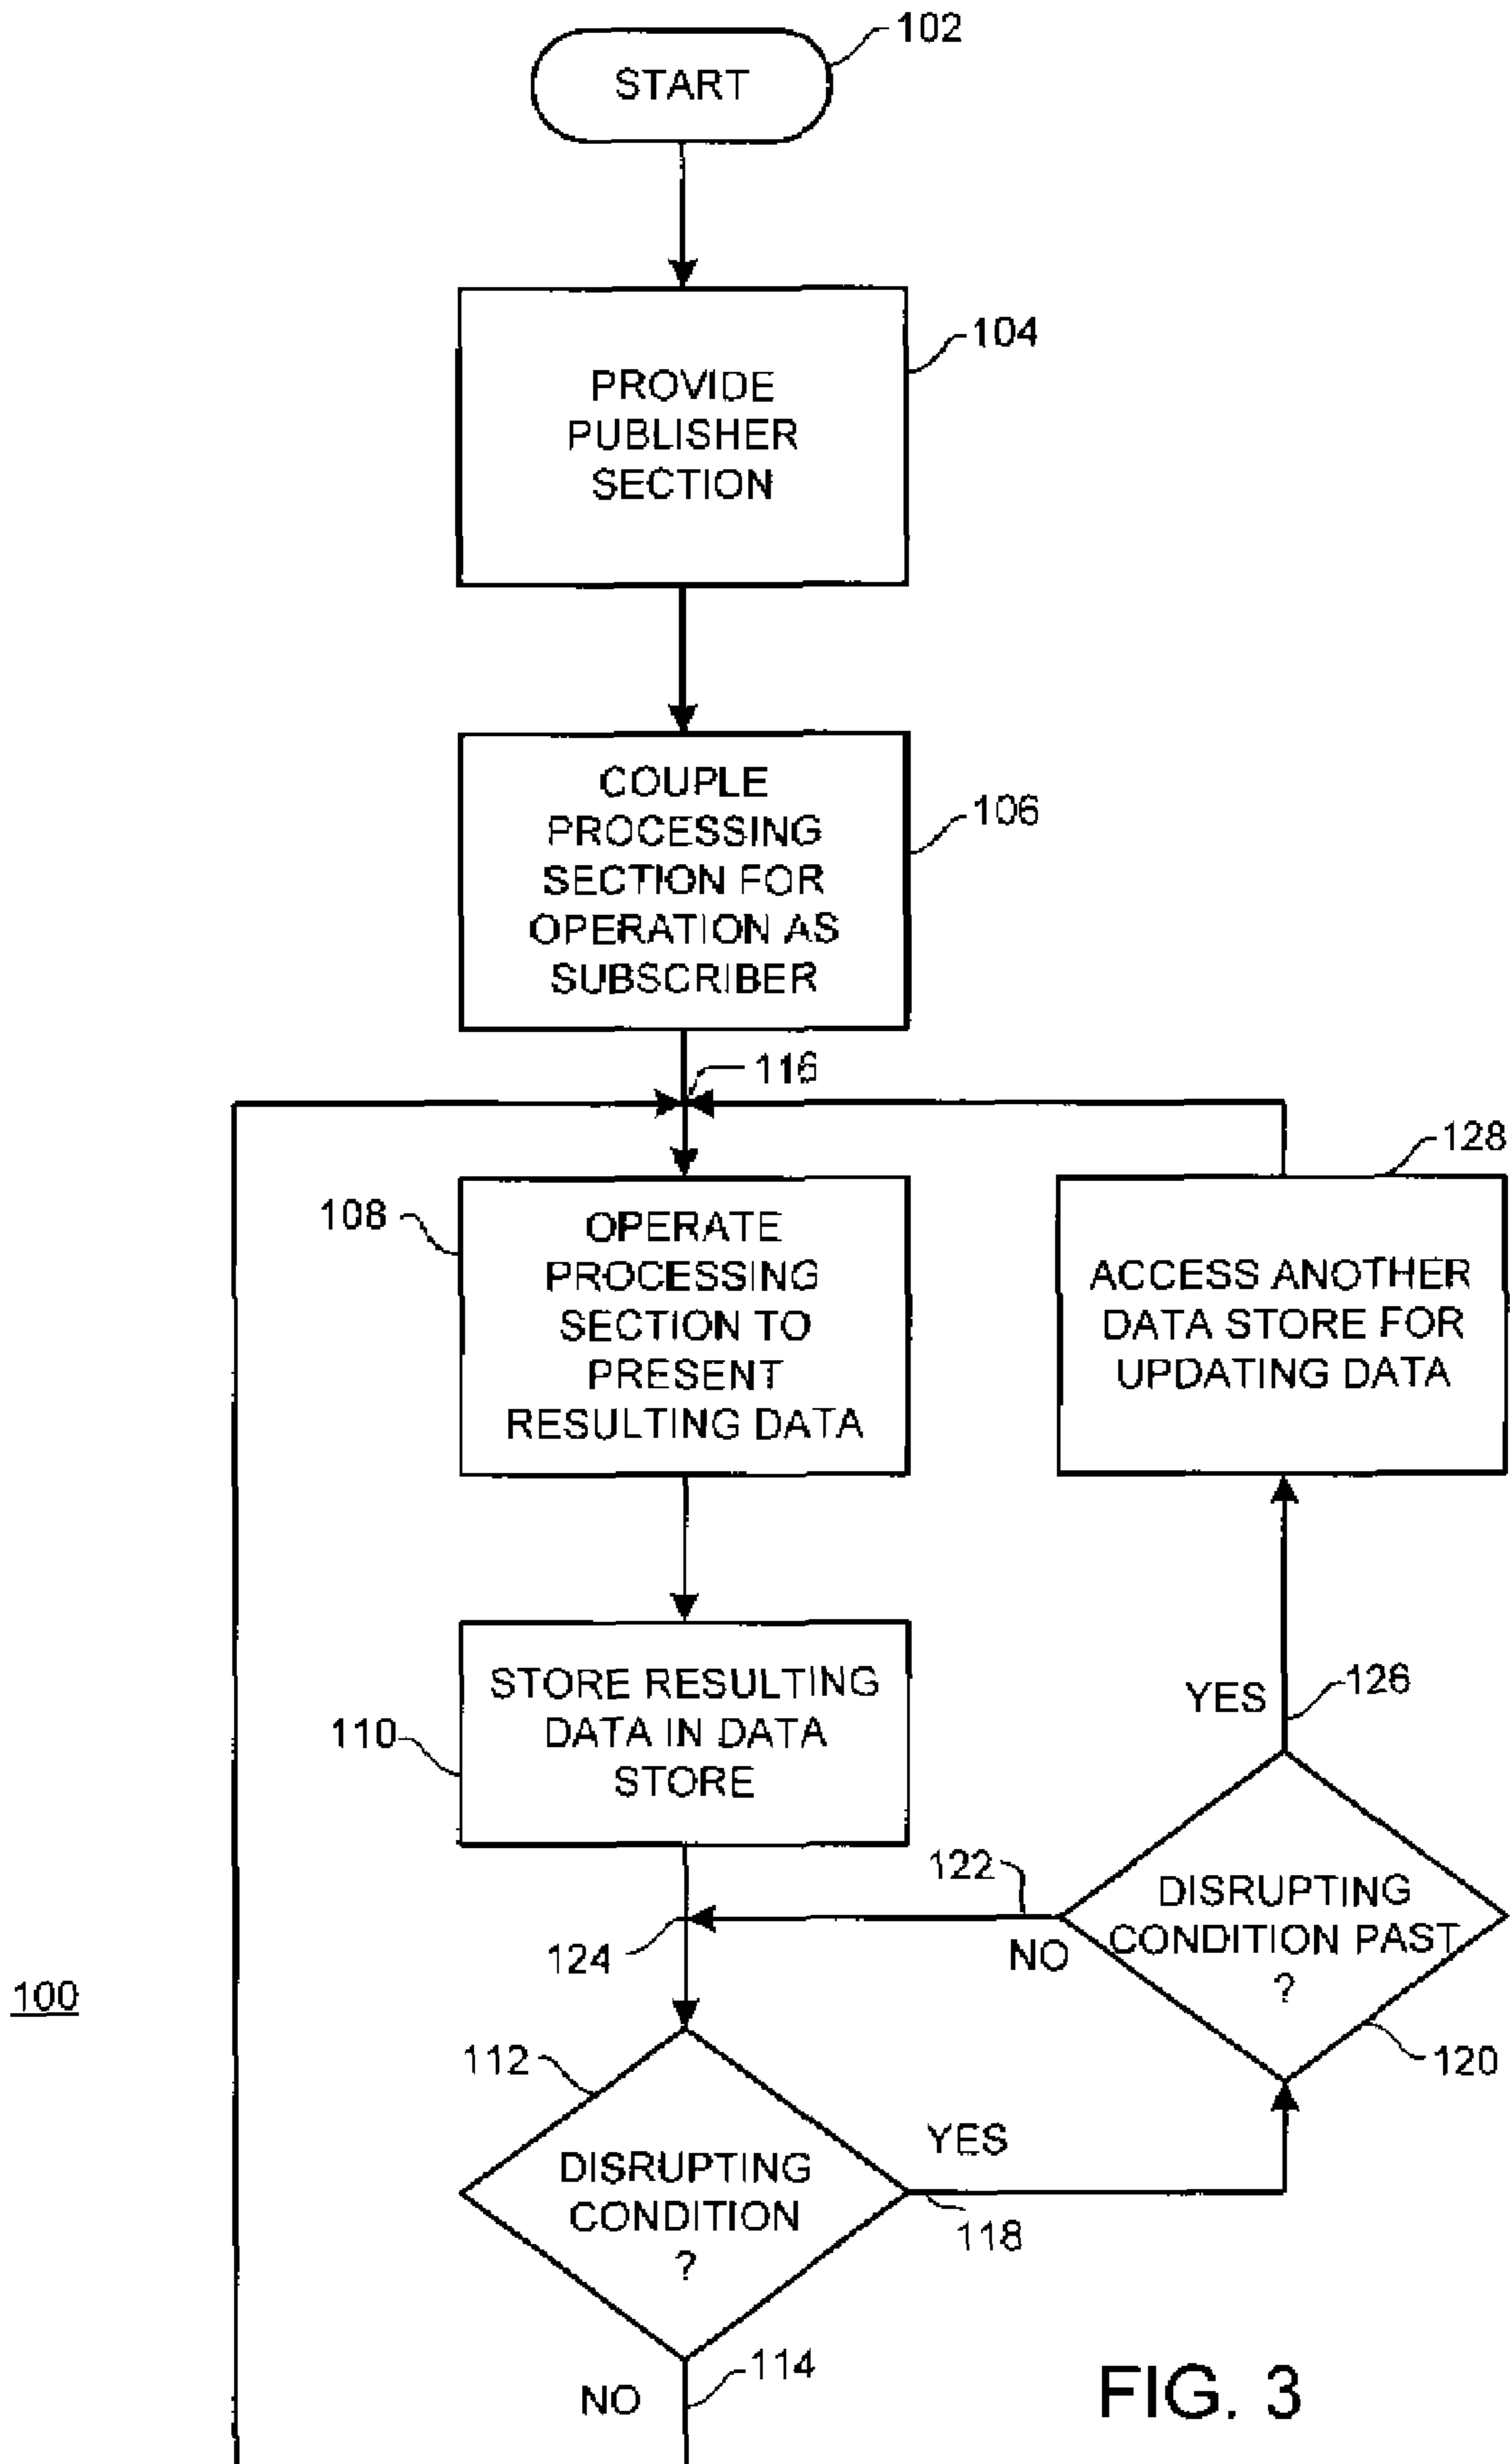 102
START
104
PROVIDE
PUBLISHER
SECTION
COUPLE
PROCESSING
SECTION FOR
OPERATION AS
SUBSCRIBER
106
116
108
OPERATE
PROCESSING
SECTION TO
PRESENT
RESULTING DATA
128
ACCESS ANOTHER
DATA STORE FOR
UPDATING DATA
110
STORE RESULTING
DATA IN DATA
STORE
YES
126
122
124
NO
DISRUPTING
CONDITION PAST
?
120
100
112
DISRUPTING
CONDITION
?
YES
118
NO
114
FIG. 3